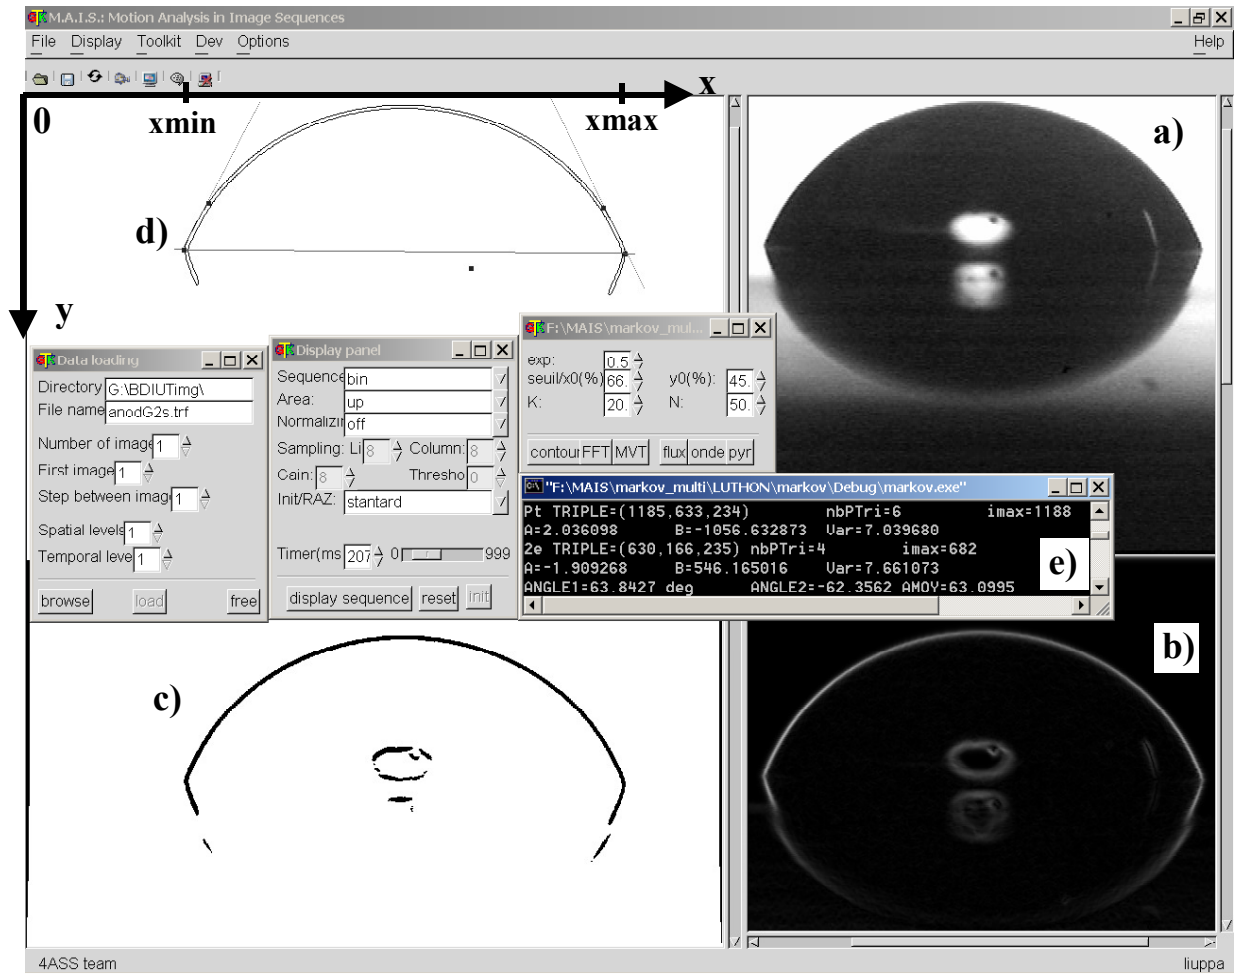 M.A.I.S.: Motion Analysis in Image Sequences
File Display Toolkit Dev Options Help
0 xmin xmax x
a)
d)
y
Data loading
Directory G:\BDIUTimg\
File name anodG2s.trf
Number of imag 1
First image 1
Step between imag 1
Spatial levels 1
Temporal leve 1
browse load free
Display panel
Sequence bin
Area: up
Normalizi off
Sampling: Li 8 Column: 8
Gain: 8 Thresho 0
Init/RAZ: stantard
Timer(ms 207 0 999
display sequence reset init
F:\MAIS\markov_mul...
exp: 0.5
seuil/x0(%) 66. y0(%): 45.
K: 20. N: 50.
contour FFT MVT flux onde pyr
"F:\MAIS\markov_multi\LUTHON\markov\Debug\markov.exe"
Pt TRIPLE=(1185,633,234) nbPTri=6 imax=1188
A=2.036098 B=-1056.632873 Var=7.039680
2e TRIPLE=(630,166,235) nbPTri=4 imax=682
A=-1.909268 B=546.165016 Var=7.661073
ANGLE1=63.8427 deg ANGLE2=-62.3562 AMOY=63.0995
e)
c)
b)
4ASS team liuppa